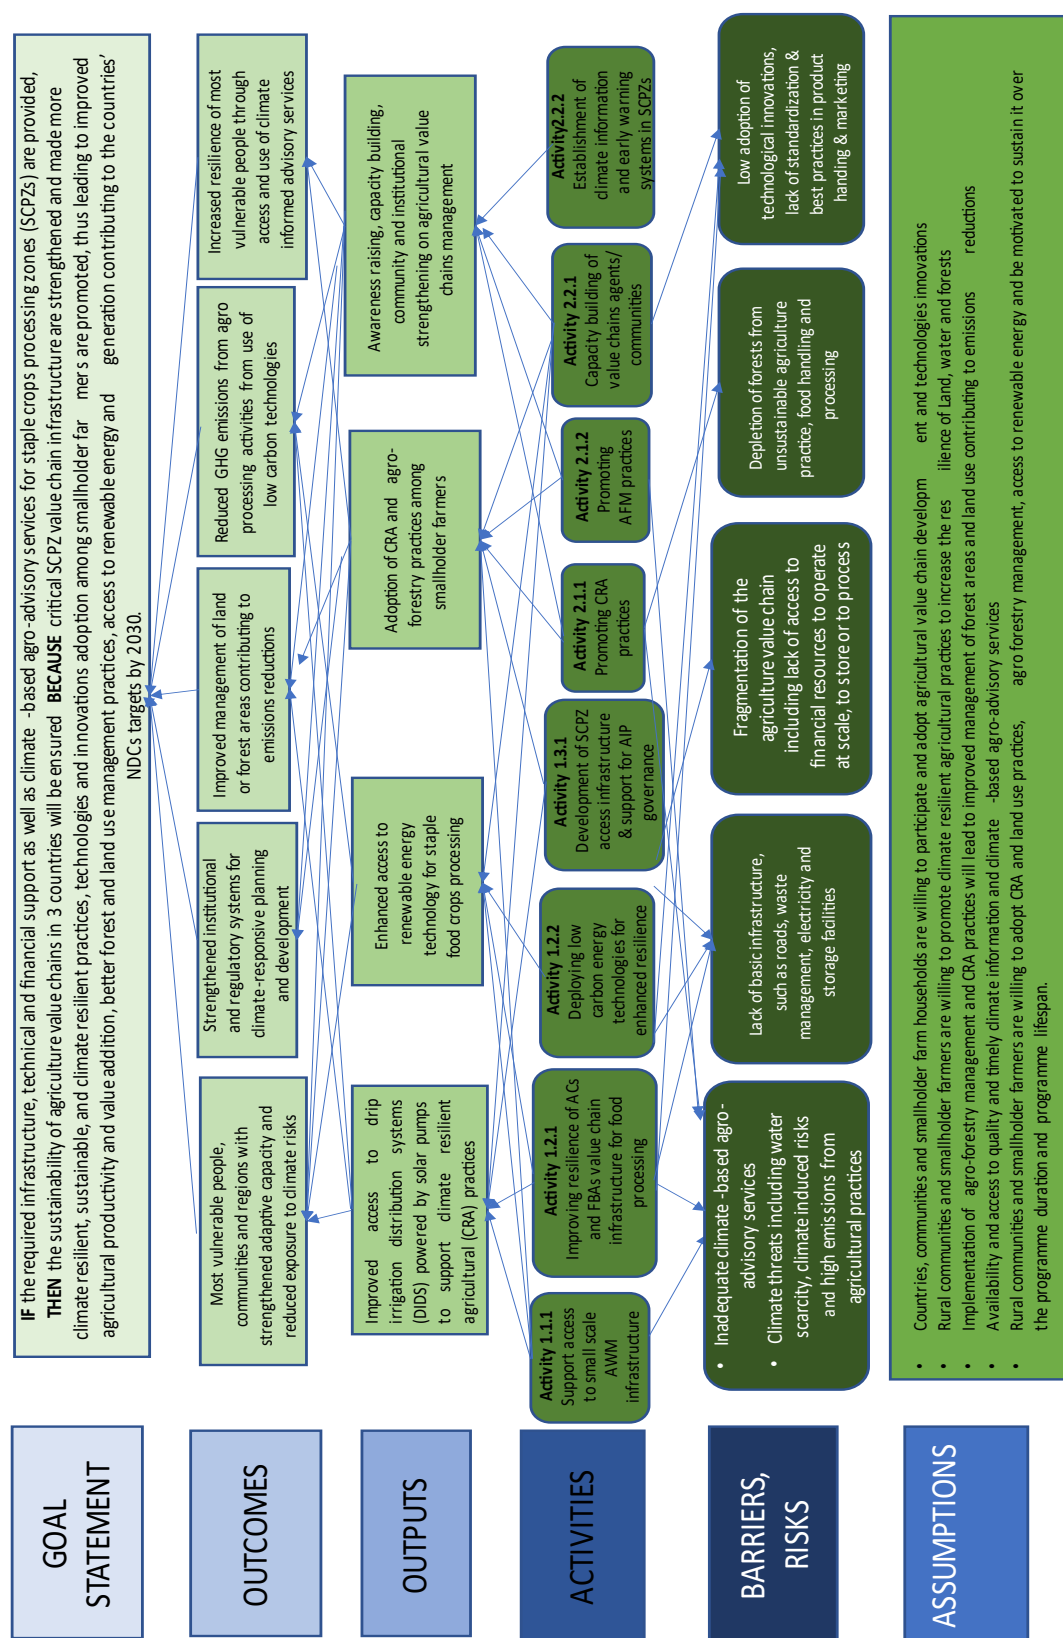 GOAL
STATEMENT
IF the required infrastructure, technical and financial support as well as climate -based agro-advisory services for staple crops processing zones (SCPZs) are provided,
THEN the sustainability of agriculture value chains in 3 countries will be ensured BECAUSE critical SCPZ value chain infrastructure are strengthened and made more
climate resilient, sustainable, and climate resilient practices, technologies and innovations adoption among smallholder far mers are promoted, thus leading to improved
agricultural productivity and value addition, better forest and land use management practices, access to renewable energy and generation contributing to the countries’
NDCs targets by 2030.
OUTCOMES
Most vulnerable people,
communities and regions with
strengthened adaptive capacity and
reduced exposure to climate risks
Strengthened institutional
and regulatory systems for
climate-responsive planning
and development
Improved management of land
or forest areas contributing to
emissions reductions
Reduced GHG emissions from agro
processing activities from use of
low carbon technologies
Increased resilience of most
vulnerable people through
access and use of climate
informed advisory services
OUTPUTS
Improved access to drip
irrigation distribution systems
(DIDS) powered by solar pumps
to support climate resilient
agricultural (CRA) practices
Enhanced access to
renewable energy
technology for staple
food crops processing
Adoption of CRA and agro-
forestry practices among
smallholder farmers
Awareness raising, capacity building,
community and institutional
strengthening on agricultural value
chains management
ACTIVITIES
Activity 1.1.1
Support access
to small scale
AWM
infrastructure
Activity 1.2.1
Improving resilience of ACs
and FBAs value chain
infrastructure for food
processing
Activity 1.2.2
Deploying low
carbon energy
technologies for
enhanced resilience
Activity 1.3.1
Development of SCPZ
access infrastructure
& support for AIP
governance
Activity 2.1.1
Promoting CRA
practices
Activity 2.1.2
Promoting
AFM practices
Activity 2.2.1
Capacity building of
value chains agents/
communities
Activity2.2.2
Establishment of
climate information
and early warning
systems in SCPZs
BARRIERS,
RISKS
• Inadequate climate -based agro-
advisory services
• Climate threats including water
scarcity, climate induced risks
and high emissions from
agricultural practices
Lack of basic infrastructure,
such as roads, waste
management, electricity and
storage facilities
Fragmentation of the
agriculture value chain
including lack of access to
financial resources to operate
at scale, to store or to process
Depletion of forests from
unsustainable agriculture
practice, food handling and
processing
Low adoption of
technological innovations,
lack of standardization &
best practices in product
handing & marketing
ASSUMPTIONS
• Countries, communities and smallholder farm households are willing to participate and adopt agricultural value chain developm ent and technologies innovations
• Rural communities and smallholder farmers are willing to promote climate resilient agricultural practices to increase the res ilience of Land, water and forests
• Implementation of agro-forestry management and CRA practices will lead to improved management of forest areas and land use contributing to emissions reductions
• Availability and access to quality and timely climate information and climate -based agro-advisory services
• Rural communities and smallholder farmers are willing to adopt CRA and land use practices, agro forestry management, access to renewable energy and be motivated to sustain it over
the programme duration and programme lifespan.